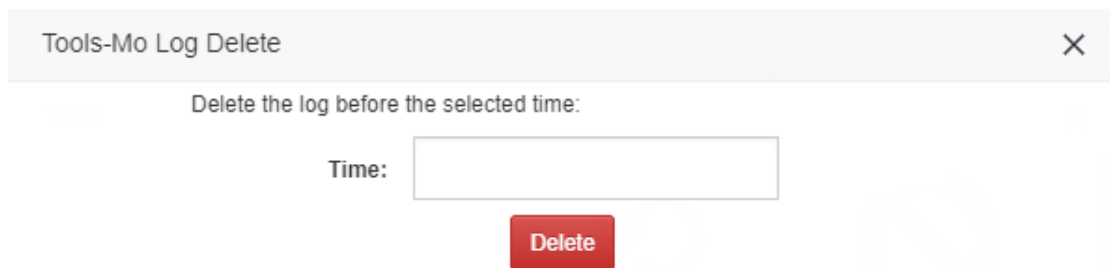 Tools-Mo Log Delete
Delete the log before the selected time:
Time:
Delete